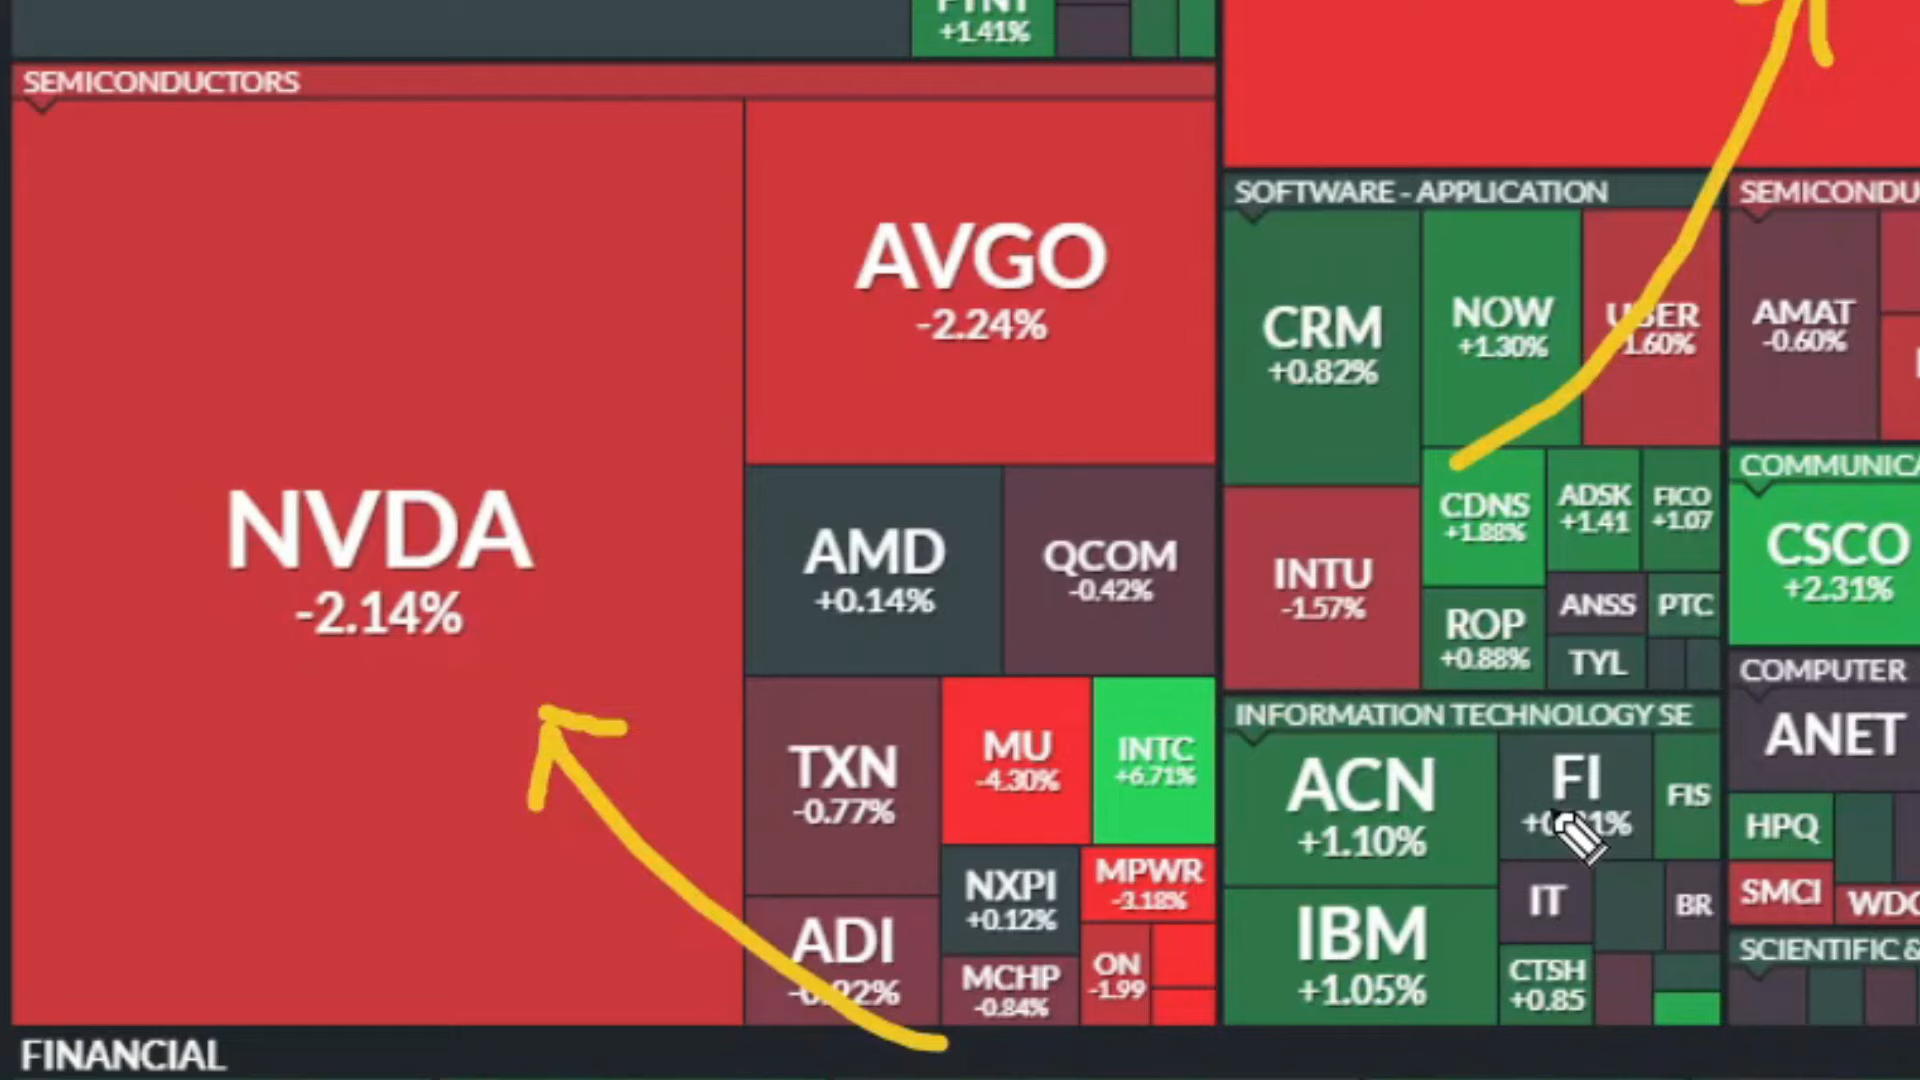 FTNT
+1.41%
SEMICONDUCTORS
NVDA
-2.14%
AVGO
-2.24%
AMD
+0.14%
QCOM
-0.42%
TXN
-0.77%
MU
-4.30%
INTC
+6.71%
NXPI
+0.12%
MPWR
-3.18%
ADI
MCHP
-0.84%
ON
-1.99
SOFTWARE - APPLICATION
CRM
+0.82%
NOW
+1.30%
UBER
1.60%
INTU
-1.57%
CDNS
+1.88%
ADSK
+1.41
FICO
+1.07
ROP
+0.88%
ANSS
PTC
TYL
INFORMATION TECHNOLOGY SE
ACN
+1.10%
FI
FIS
IBM
+1.05%
IT
BR
CTSH
+0.85
SEMICONDU
AMAT
-0.60%
COMMUNICA
CSCO
+2.31%
COMPUTER
ANET
HPQ
SMCI
WDC
SCIENTIFIC &
FINANCIAL